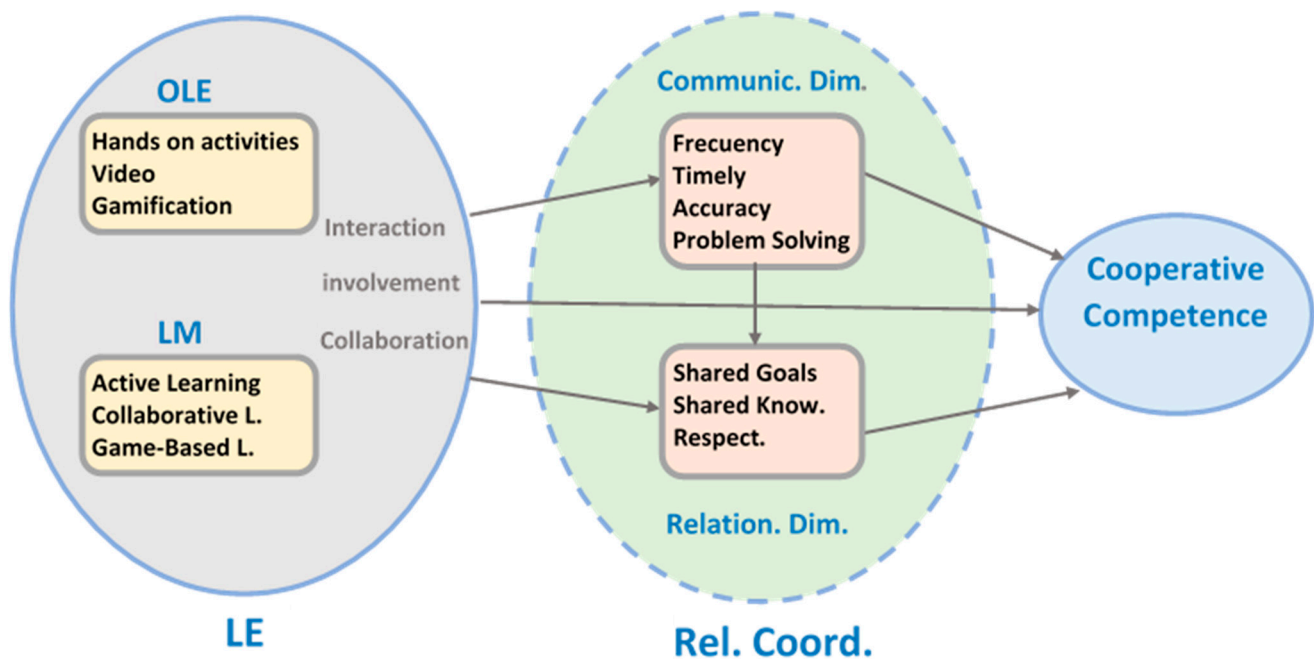 OLE
Hands on activities
Video
Gamification
Interaction
involvement
Collaboration
LM
Active Learning
Collaborative L.
Game-Based L.
LE
Communic. Dim.
Frecuency
Timely
Accuracy
Problem Solving
Shared Goals
Shared Know.
Respect.
Relation. Dim.
Rel. Coord.
Cooperative
Competence